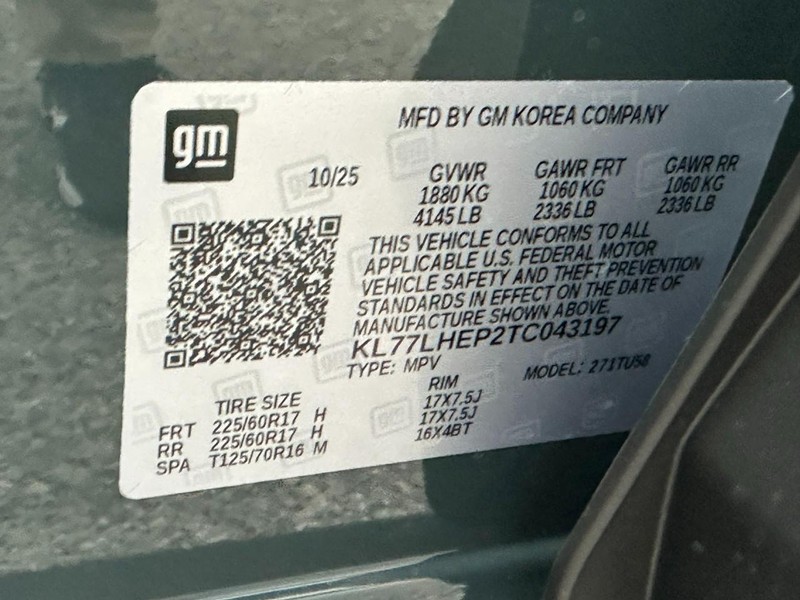 gm
MFD BY GM KOREA COMPANY
10/25 GVWR GAWR FRT GAWR RR
1880 KG 1060 KG 1060 KG
4145 LB 2336 LB 2336 LB
THIS VEHICLE CONFORMS TO ALL
APPLICABLE U.S. FEDERAL MOTOR
VEHICLE SAFETY AND THEFT PREVENTION
STANDARDS IN EFFECT ON THE DATE OF
MANUFACTURE SHOWN ABOVE.
KL77LHEP2TC043197
TYPE: MPV MODEL: 271TU58
TIRE SIZE RIM
FRT 225/60R17 H 17X7.5J
RR 225/60R17 H 17X7.5J
SPA T125/70R16 M 16X4BT